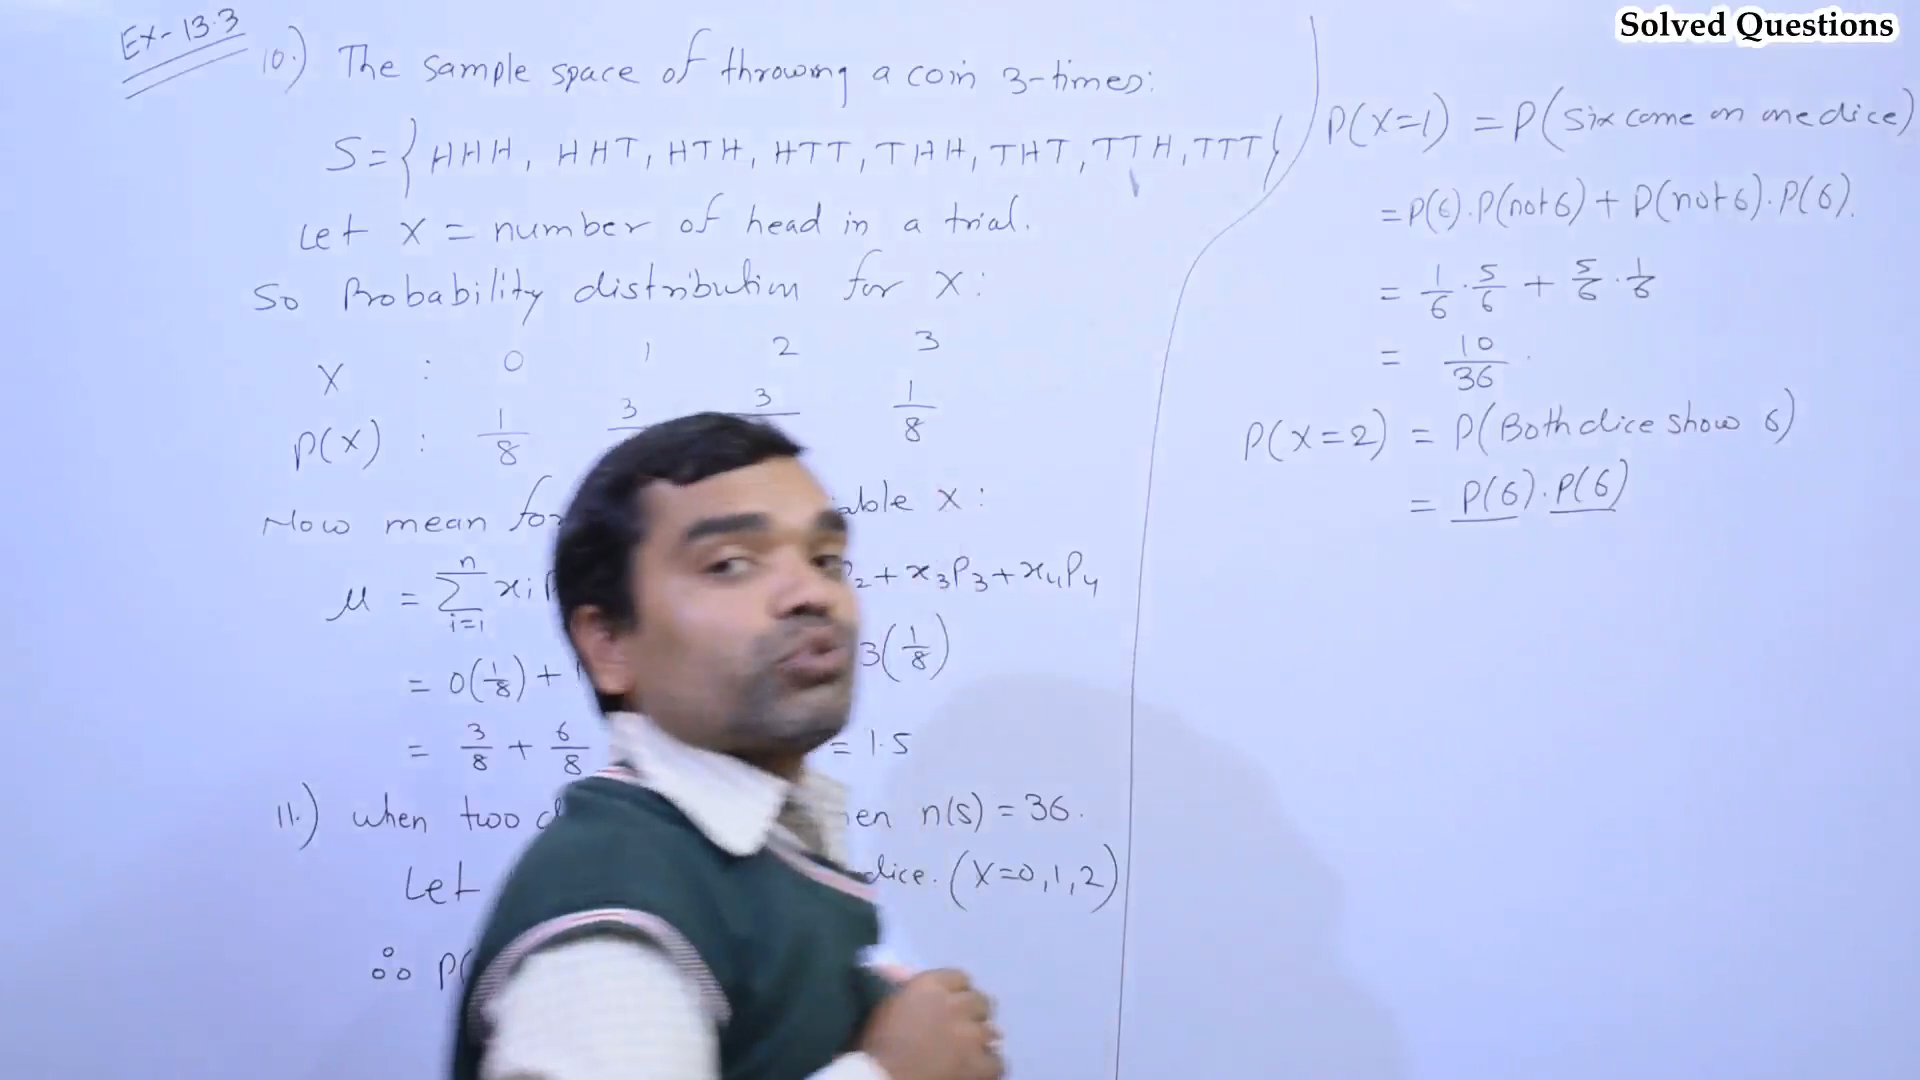 Solved Questions
Ex-13.3
10.) The sample space of throwing a coin 3-times:
S={HHH, HHT, HTH, HTT, THH, THT, TTH, TTT}
Let X = number of head in a trial.
So Probability distribution for X:
X : 0 1 2 3
P(X) : 1/8 3 3 1/8
Now mean for able X:
μ = Σ i=1 n xi P 2+x3P3+x4P4
= 0(1/8)+ 3(1/8)
= 3/8 + 6/8 = 1.5
11.) when two d en n(s) = 36.
Let dice. (X=0,1,2)
∴ P(
P(X=1) = P(Six come on one dice)
= P(6).P(not 6) + P(not 6).P(6).
= 1/6 . 5/6 + 5/6 . 1/6
= 10/36 .
P(X=2) = P(Both dice show 6)
= P(6).P(6)